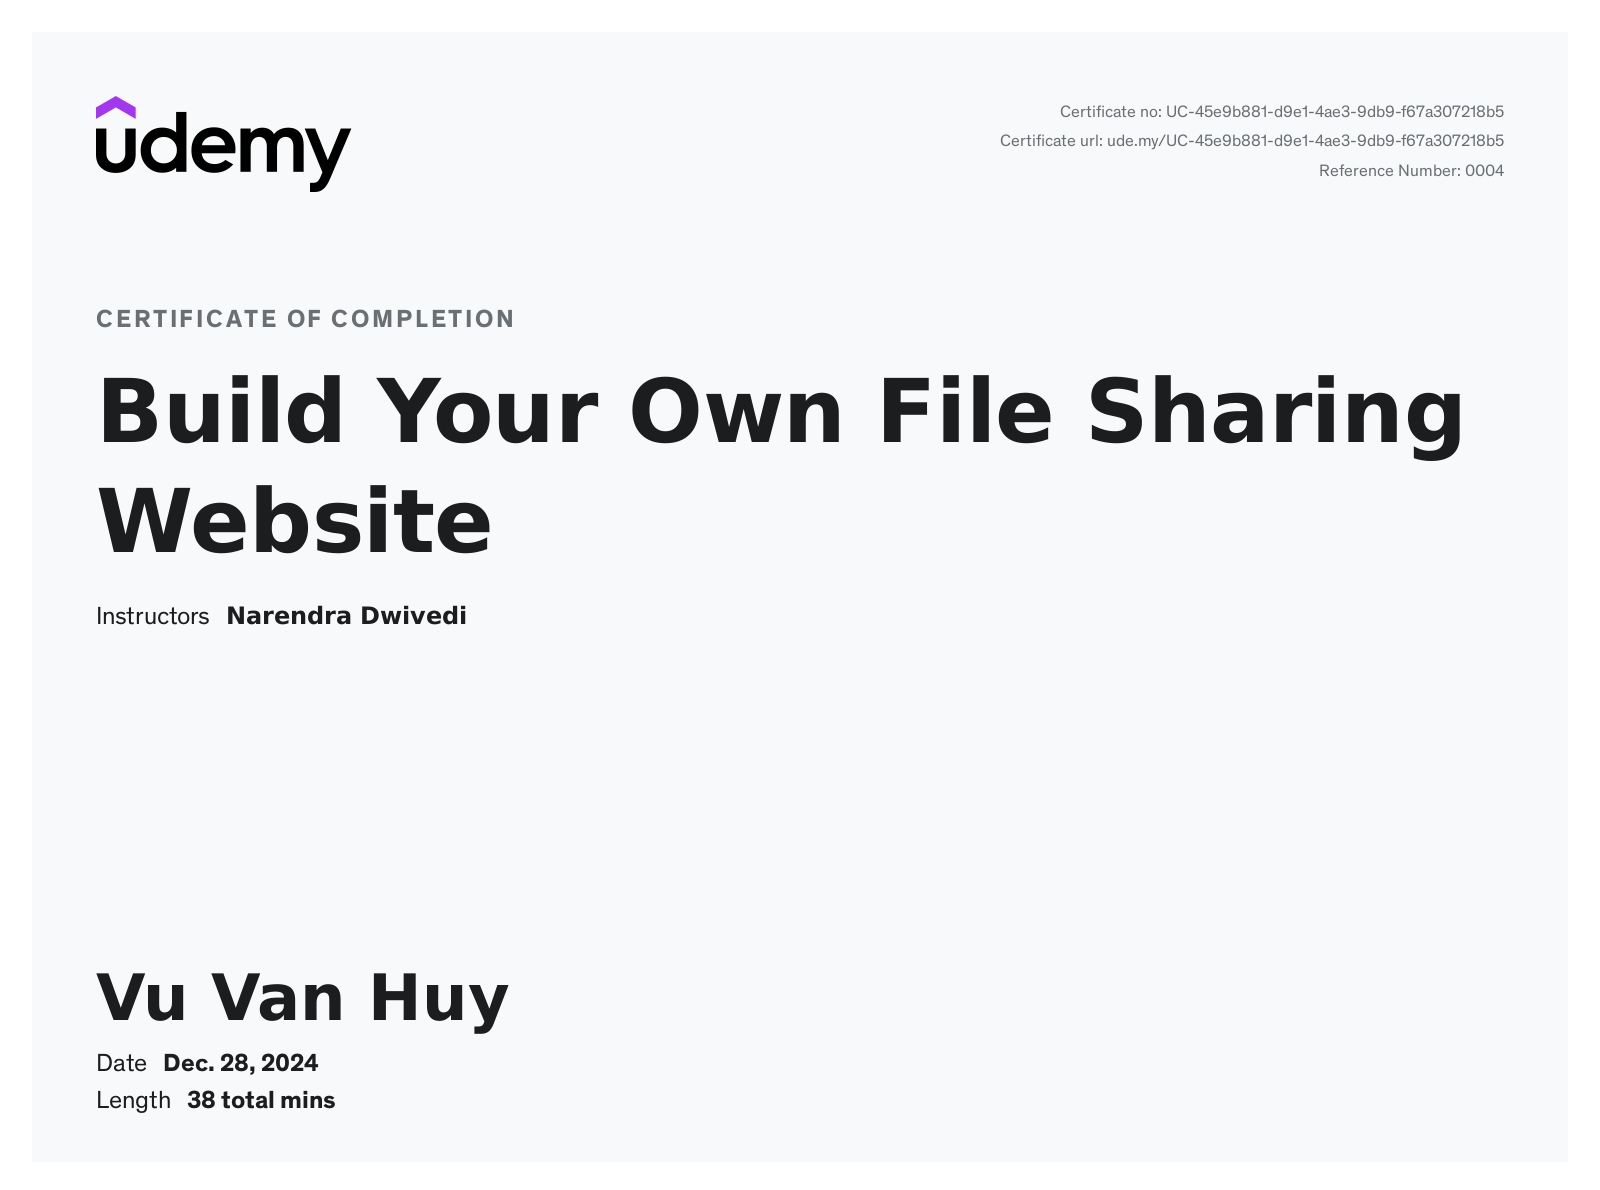 udemy
Certificate no: UC-45e9b881-d9e1-4ae3-9db9-f67a307218b5
Certificate url: ude.my/UC-45e9b881-d9e1-4ae3-9db9-f67a307218b5
Reference Number: 0004
CERTIFICATE OF COMPLETION
Build Your Own File Sharing
Website
Instructors Narendra Dwivedi
Vu Van Huy
Date Dec. 28, 2024
Length 38 total mins